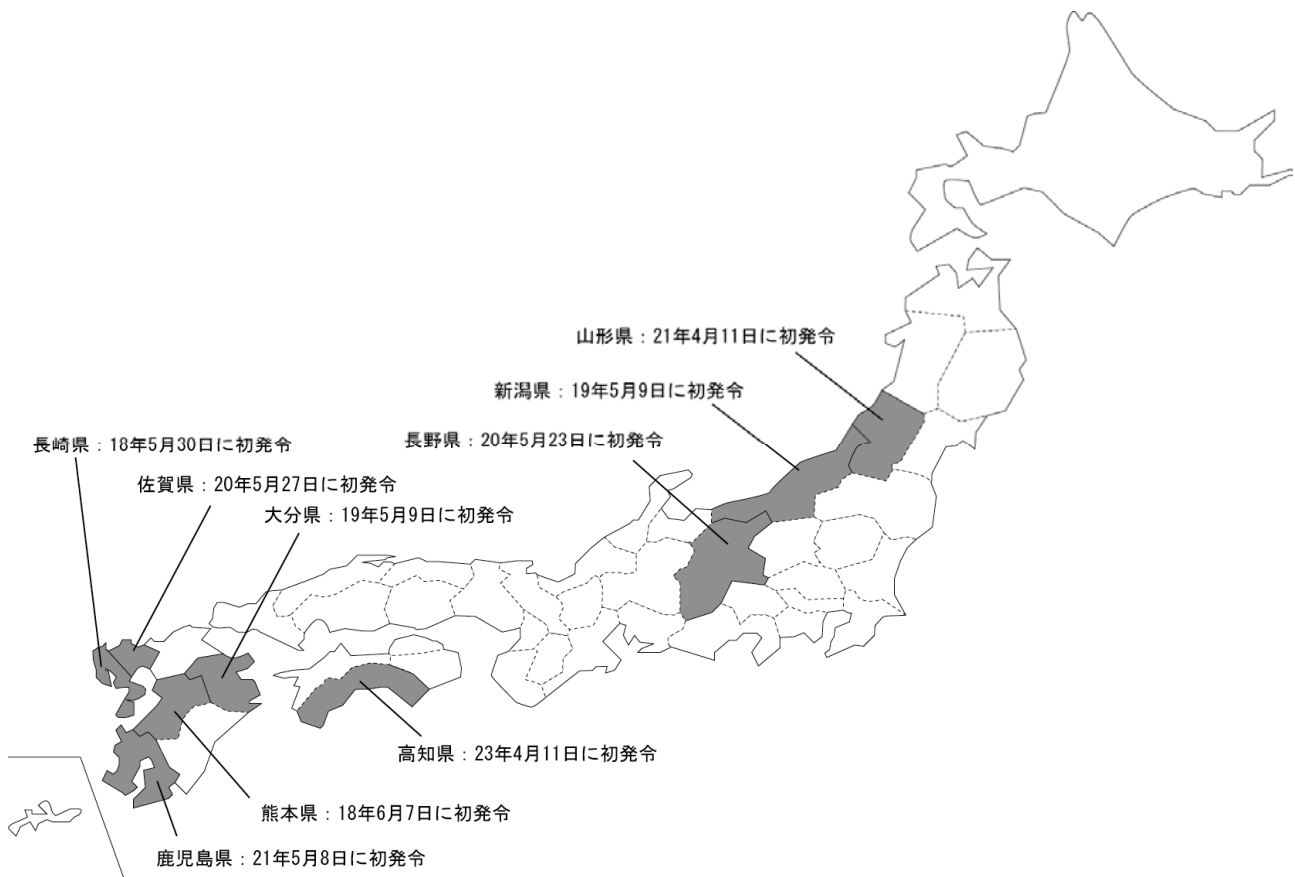 山形県：21年4月11日に初発令
新潟県：19年5月9日に初発令
長野県：20年5月23日に初発令
長崎県：18年5月30日に初発令
佐賀県：20年5月27日に初発令
大分県：19年5月9日に初発令
高知県：23年4月11日に初発令
熊本県：18年6月7日に初発令
鹿児島県：21年5月8日に初発令